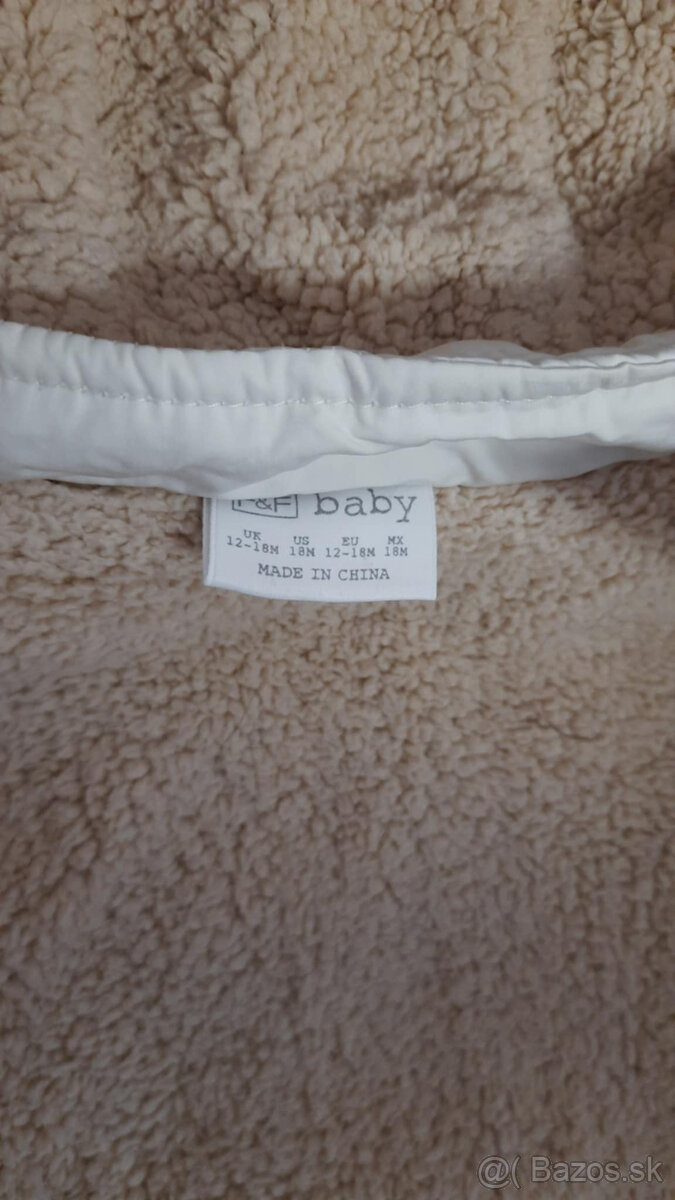 F&F baby
UK US EU MX
12-18M 18M 12-18M 18M
MADE IN CHINA
@( Bazos.sk